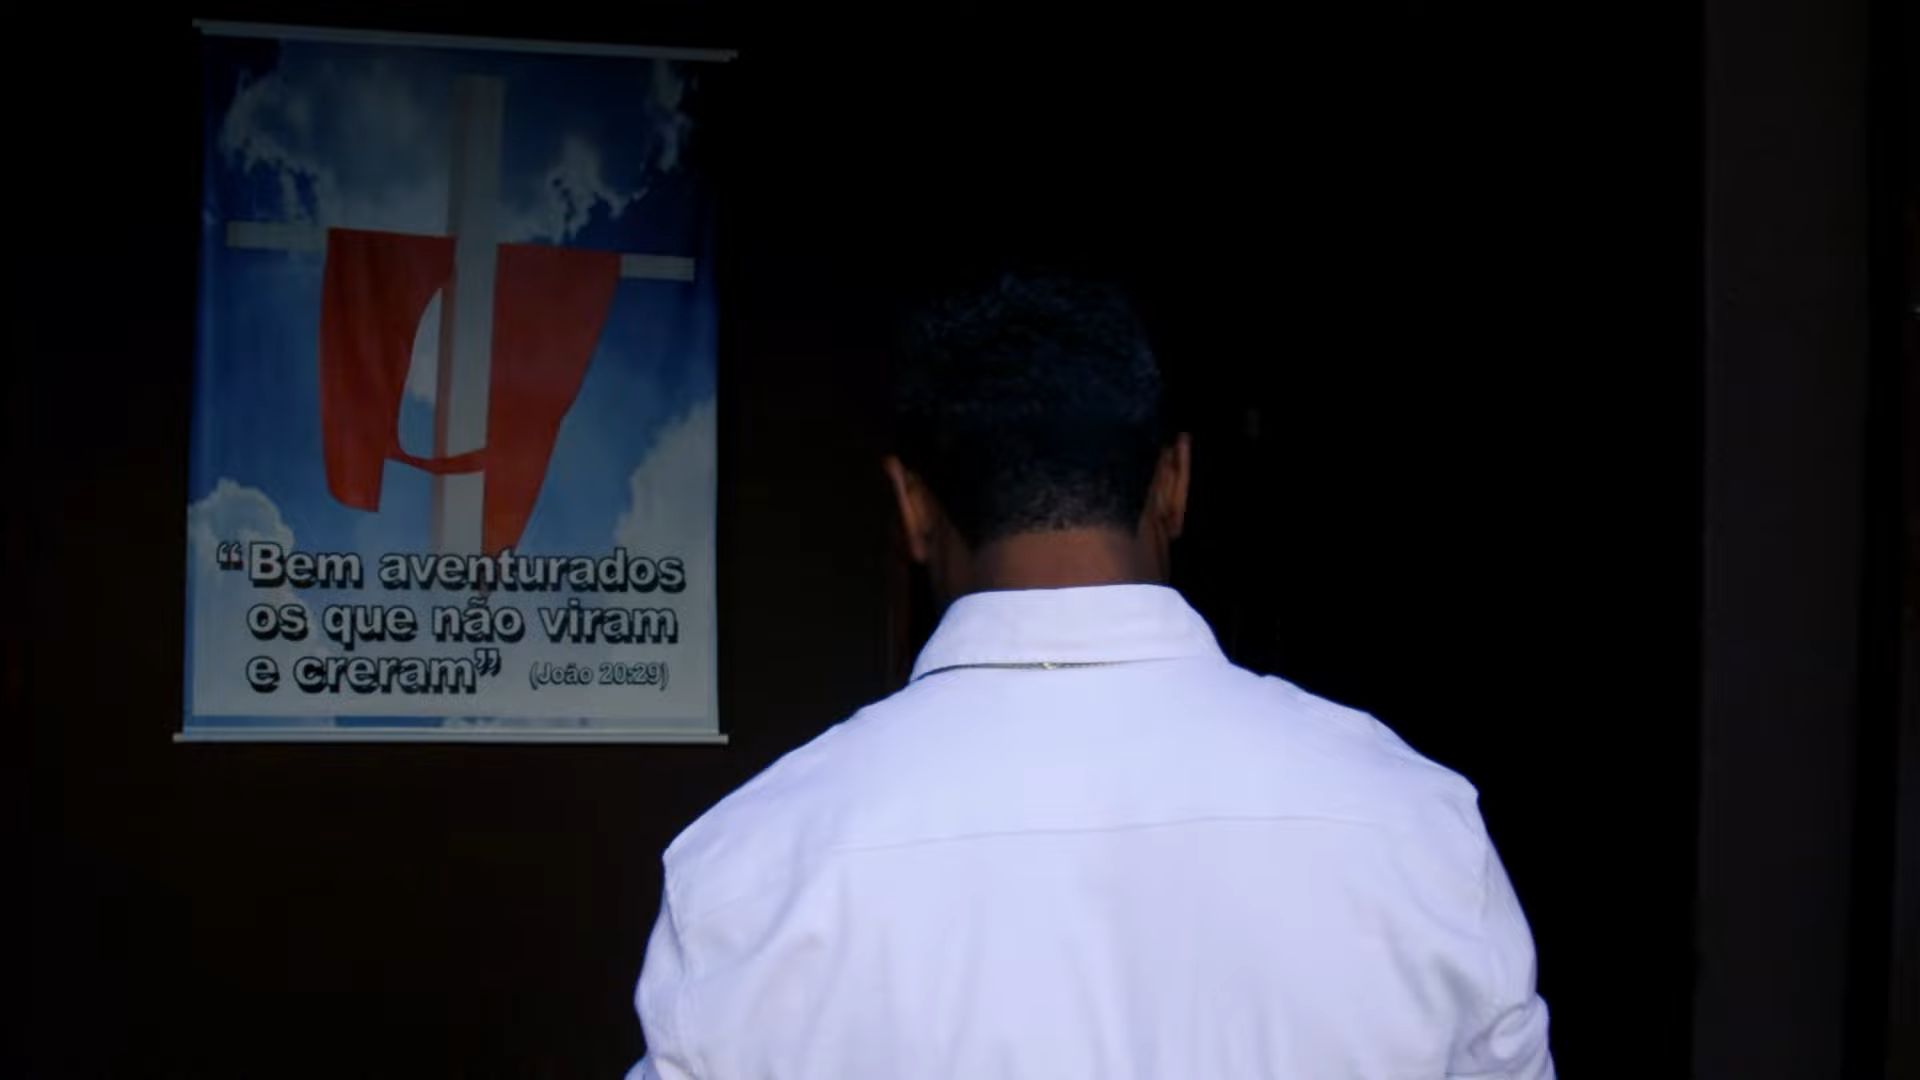 “Bem aventurados
os que não viram
e creram” (João 20:29)